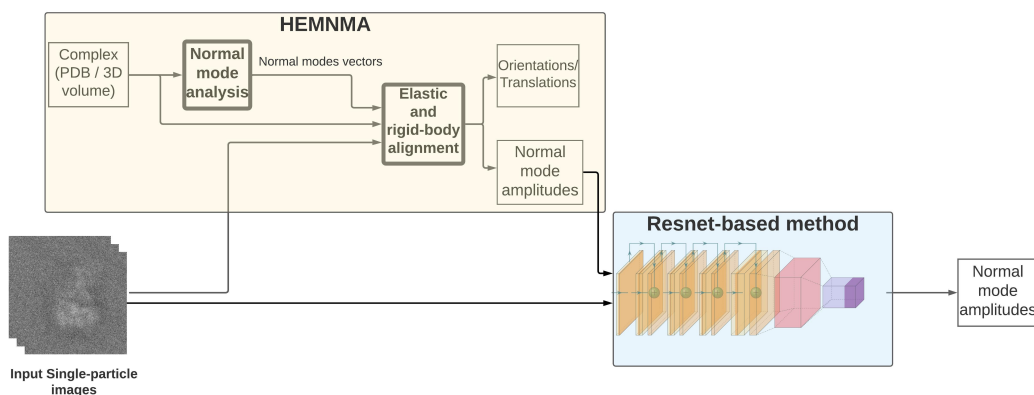 HEMNMA
Complex
(PDB / 3D
volume)
Normal
mode
analysis
Normal modes vectors
Elastic
and
rigid-body
alignment
Orientations/
Translations
Normal
mode
amplitudes
Resnet-based method
Normal
mode
amplitudes
Input Single-particle
images